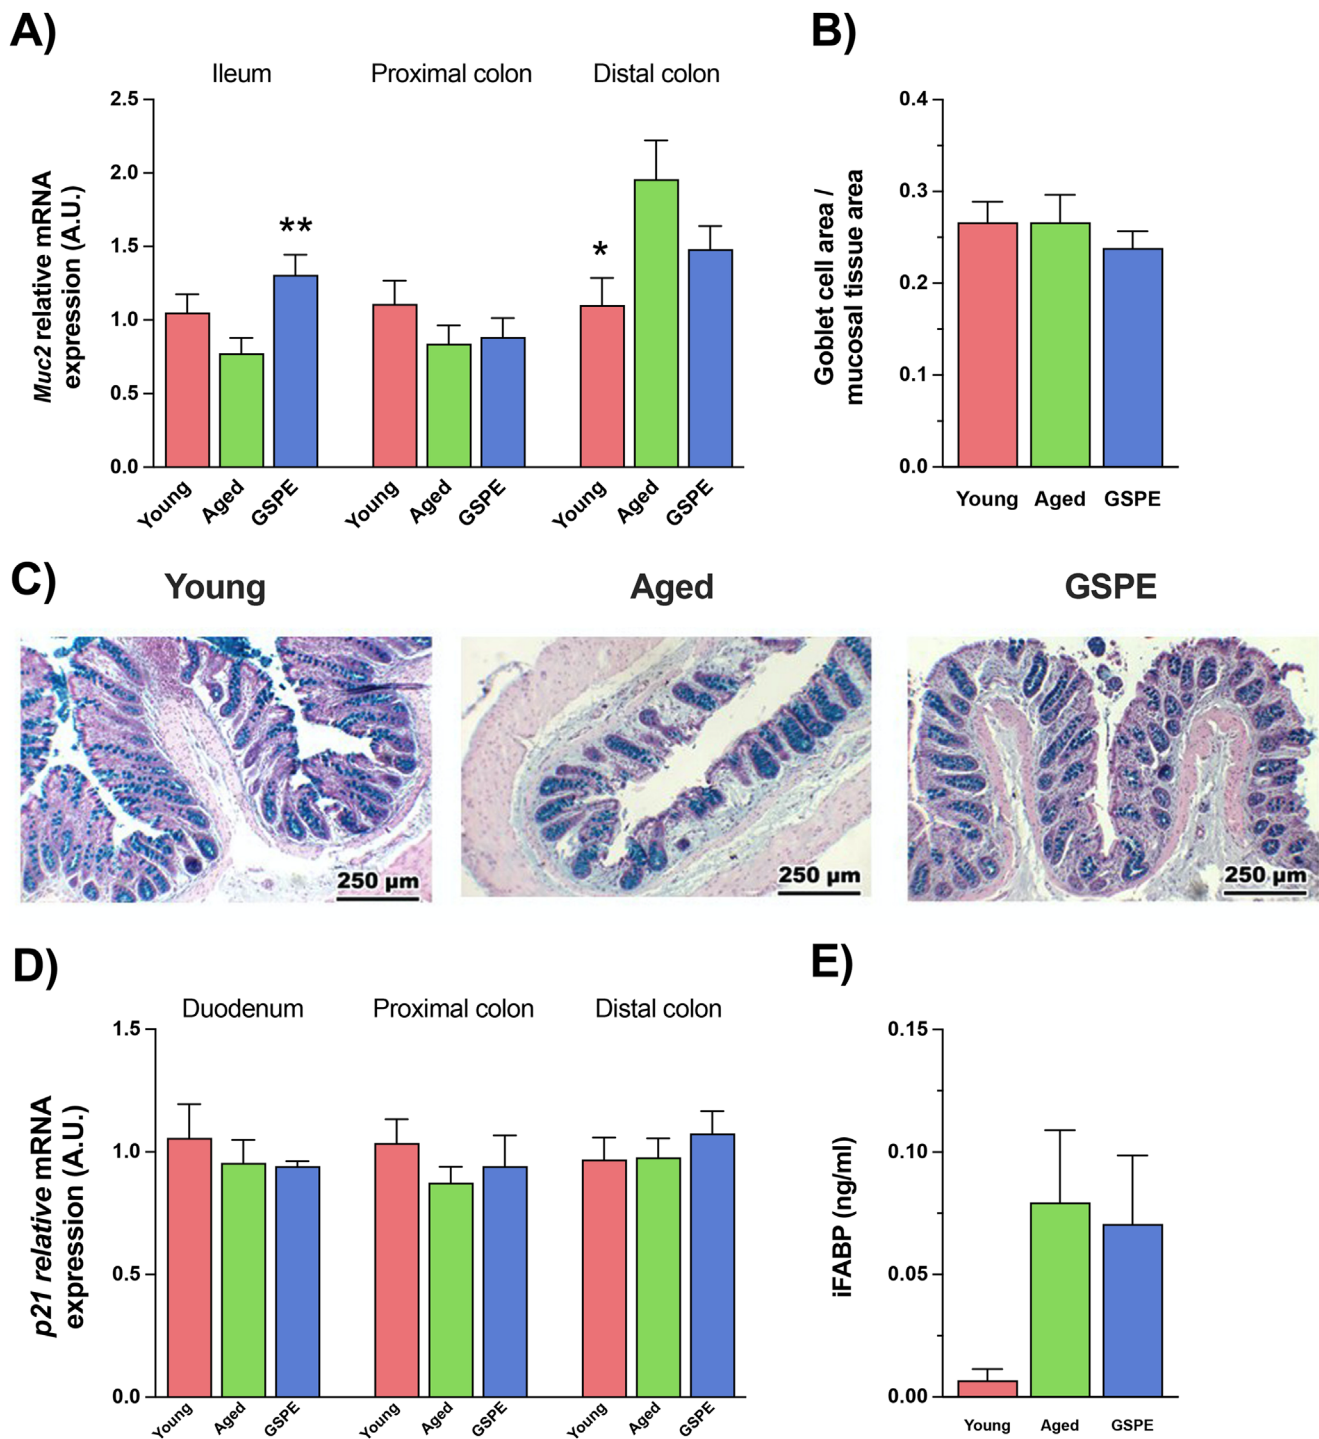 A)
Ileum
Proximal colon
Distal colon
Muc2 relative mRNA
expression (A.U.)
2.5
2.0
1.5
1.0
0.5
0.0
**
*
Young
Aged
GSPE
Young
Aged
GSPE
Young
Aged
GSPE
B)
Goblet cell area /
mucosal tissue area
0.4
0.3
0.2
0.1
0.0
Young
Aged
GSPE
C)
Young
Aged
GSPE
250 µm
250 µm
250 µm
D)
Duodenum
Proximal colon
Distal colon
p21 relative mRNA
expression (A.U.)
1.5
1.0
0.5
0.0
Young
Aged
GSPE
Young
Aged
GSPE
Young
Aged
GSPE
E)
iFABP (ng/ml)
0.15
0.10
0.05
0.00
Young
Aged
GSPE